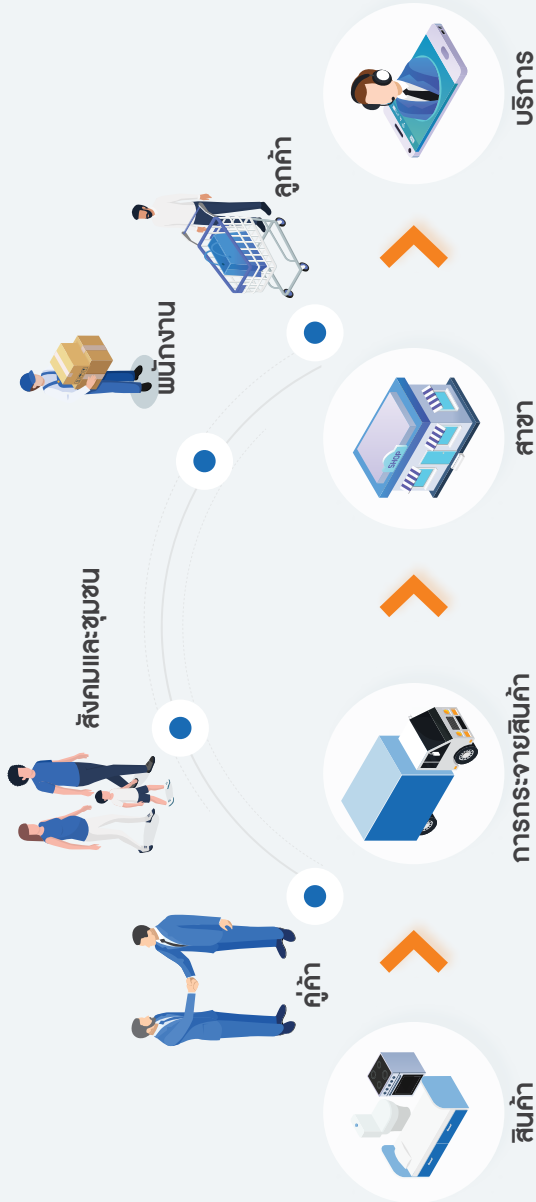 คู่ค้า
สังคมและชุมชน
พนักงาน
ลูกค้า
สินค้า
การกระจายสินค้า
สาขา
SHOP
บริการ